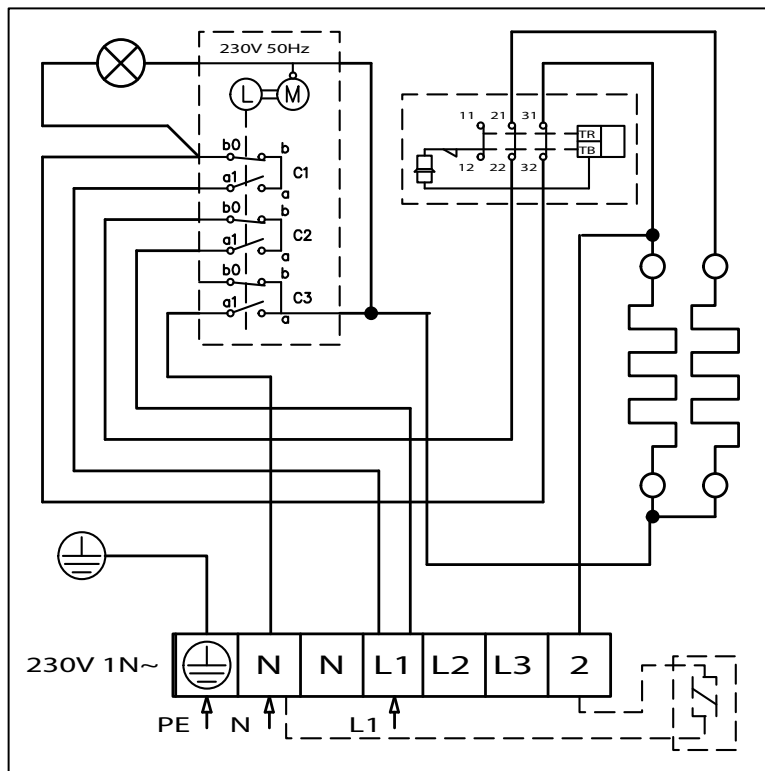 230V 50Hz
L M
11 21 31
TR
TB
12 22 32
b0 b
C1
a1 a
b0 b
C2
a1 a
b0 b
C3
a1 a
230V 1N~ N N L1 L2 L3 2
PE N L1